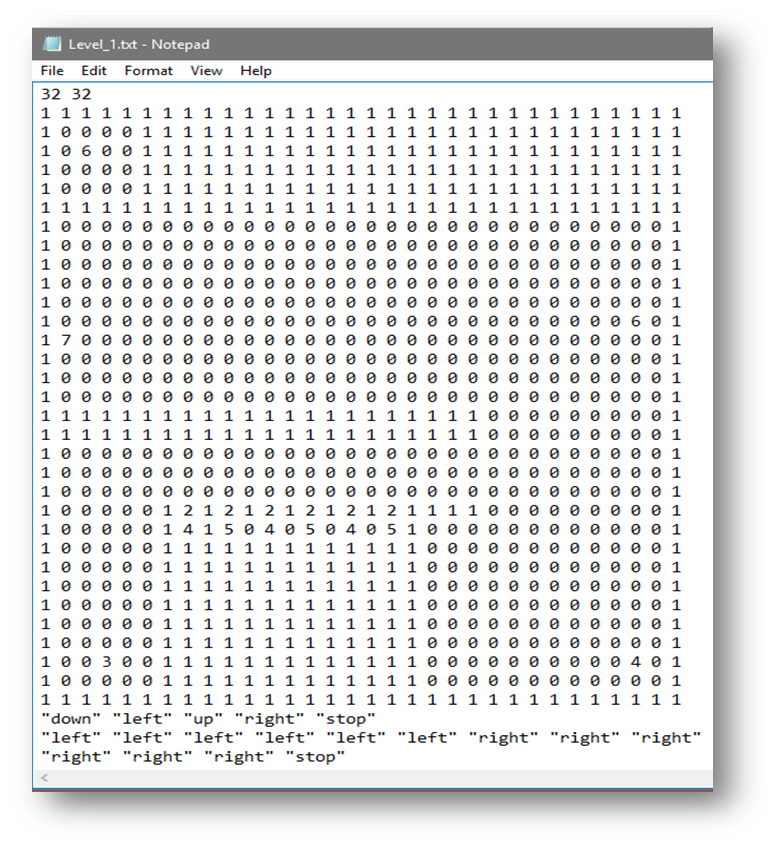 Level_1.txt - Notepad
File Edit Format View Help
32 32
1 1 1 1 1 1 1 1 1 1 1 1 1 1 1 1 1 1 1 1 1 1 1 1 1 1 1 1 1 1 1 1
1 0 0 0 0 1 1 1 1 1 1 1 1 1 1 1 1 1 1 1 1 1 1 1 1 1 1 1 1 1 1 1
1 0 6 0 0 1 1 1 1 1 1 1 1 1 1 1 1 1 1 1 1 1 1 1 1 1 1 1 1 1 1 1
1 0 0 0 0 1 1 1 1 1 1 1 1 1 1 1 1 1 1 1 1 1 1 1 1 1 1 1 1 1 1 1
1 0 0 0 0 1 1 1 1 1 1 1 1 1 1 1 1 1 1 1 1 1 1 1 1 1 1 1 1 1 1 1
1 1 1 1 1 1 1 1 1 1 1 1 1 1 1 1 1 1 1 1 1 1 1 1 1 1 1 1 1 1 1 1
1 0 0 0 0 0 0 0 0 0 0 0 0 0 0 0 0 0 0 0 0 0 0 0 0 0 0 0 0 0 0 1
1 0 0 0 0 0 0 0 0 0 0 0 0 0 0 0 0 0 0 0 0 0 0 0 0 0 0 0 0 0 0 1
1 0 0 0 0 0 0 0 0 0 0 0 0 0 0 0 0 0 0 0 0 0 0 0 0 0 0 0 0 0 0 1
1 0 0 0 0 0 0 0 0 0 0 0 0 0 0 0 0 0 0 0 0 0 0 0 0 0 0 0 0 0 0 1
1 0 0 0 0 0 0 0 0 0 0 0 0 0 0 0 0 0 0 0 0 0 0 0 0 0 0 0 0 0 0 1
1 0 0 0 0 0 0 0 0 0 0 0 0 0 0 0 0 0 0 0 0 0 0 0 0 0 0 0 0 6 0 1
1 7 0 0 0 0 0 0 0 0 0 0 0 0 0 0 0 0 0 0 0 0 0 0 0 0 0 0 0 0 0 1
1 0 0 0 0 0 0 0 0 0 0 0 0 0 0 0 0 0 0 0 0 0 0 0 0 0 0 0 0 0 0 1
1 0 0 0 0 0 0 0 0 0 0 0 0 0 0 0 0 0 0 0 0 0 0 0 0 0 0 0 0 0 0 1
1 0 0 0 0 0 0 0 0 0 0 0 0 0 0 0 0 0 0 0 0 0 0 0 0 0 0 0 0 0 0 1
1 1 1 1 1 1 1 1 1 1 1 1 1 1 1 1 1 1 1 1 1 1 0 0 0 0 0 0 0 0 0 1
1 1 1 1 1 1 1 1 1 1 1 1 1 1 1 1 1 1 1 1 1 1 0 0 0 0 0 0 0 0 0 1
1 0 0 0 0 0 0 0 0 0 0 0 0 0 0 0 0 0 0 0 0 0 0 0 0 0 0 0 0 0 0 1
1 0 0 0 0 0 0 0 0 0 0 0 0 0 0 0 0 0 0 0 0 0 0 0 0 0 0 0 0 0 0 1
1 0 0 0 0 0 0 0 0 0 0 0 0 0 0 0 0 0 0 0 0 0 0 0 0 0 0 0 0 0 0 1
1 0 0 0 0 0 1 2 1 2 1 2 1 2 1 2 1 2 1 1 1 1 0 0 0 0 0 0 0 0 0 1
1 0 0 0 0 0 1 4 1 5 0 4 0 5 0 4 0 5 1 0 0 0 0 0 0 0 0 0 0 0 0 1
1 0 0 0 0 0 1 1 1 1 1 1 1 1 1 1 1 1 1 0 0 0 0 0 0 0 0 0 0 0 0 1
1 0 0 0 0 0 1 1 1 1 1 1 1 1 1 1 1 1 1 0 0 0 0 0 0 0 0 0 0 0 0 1
1 0 0 0 0 0 1 1 1 1 1 1 1 1 1 1 1 1 1 0 0 0 0 0 0 0 0 0 0 0 0 1
1 0 0 0 0 0 1 1 1 1 1 1 1 1 1 1 1 1 1 0 0 0 0 0 0 0 0 0 0 0 0 1
1 0 0 0 0 0 1 1 1 1 1 1 1 1 1 1 1 1 1 0 0 0 0 0 0 0 0 0 0 0 0 1
1 0 0 0 0 0 1 1 1 1 1 1 1 1 1 1 1 1 1 0 0 0 0 0 0 0 0 0 0 0 0 1
1 0 0 3 0 0 1 1 1 1 1 1 1 1 1 1 1 1 1 0 0 0 0 0 0 0 0 0 0 4 0 1
1 0 0 0 0 0 1 1 1 1 1 1 1 1 1 1 1 1 1 0 0 0 0 0 0 0 0 0 0 0 0 1
1 1 1 1 1 1 1 1 1 1 1 1 1 1 1 1 1 1 1 1 1 1 1 1 1 1 1 1 1 1 1 1
"down" "left" "up" "right" "stop"
"left" "left" "left" "left" "left" "left" "right" "right" "right"
"right" "right" "right" "stop"